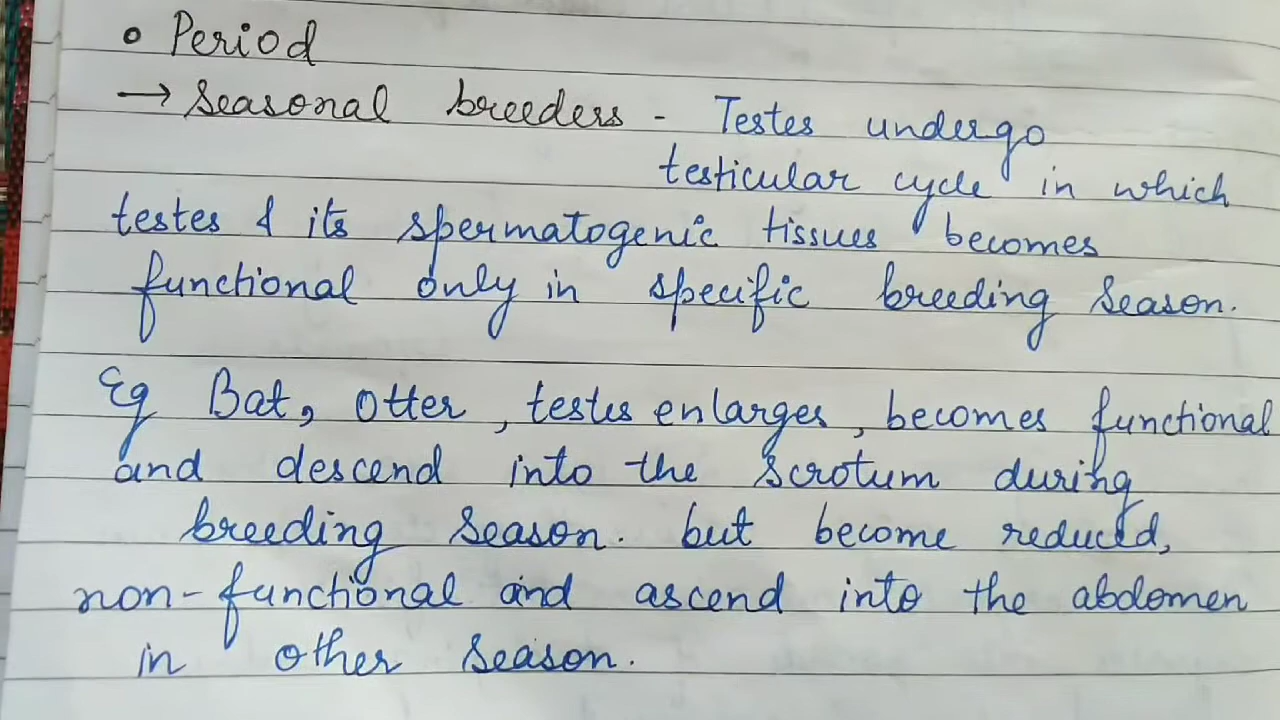 • Period
→ Seasonal breeders - Testes undergo
testicular cycle in which
testes & its spermatogenic tissues becomes
functional only in specific breeding season.
Eg Bat, Otter, testes enlarges, becomes functional
and descend into the scrotum during
breeding season. but become reduced,
non-functional and ascend into the abdomen
in other season.